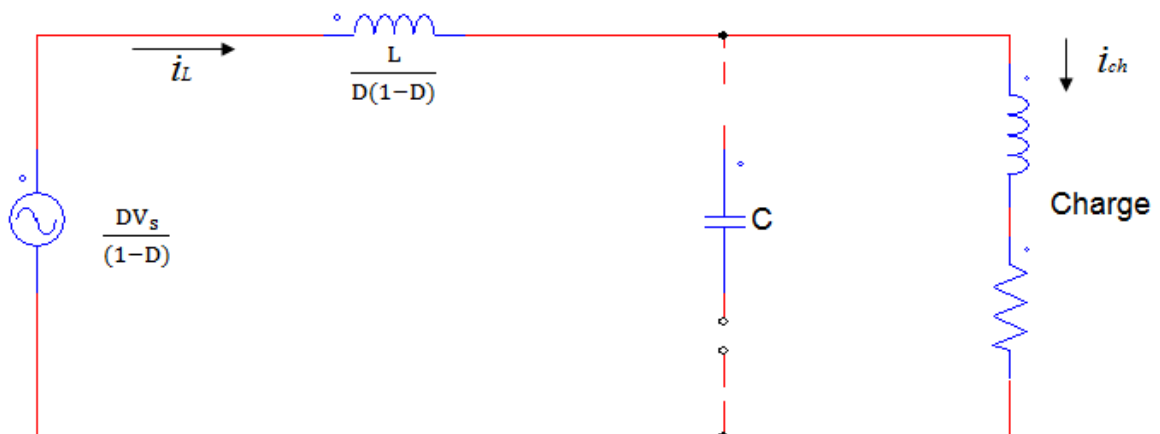 i_L
L
D(1−D)
i_ch
DV_s
(1−D)
C
Charge